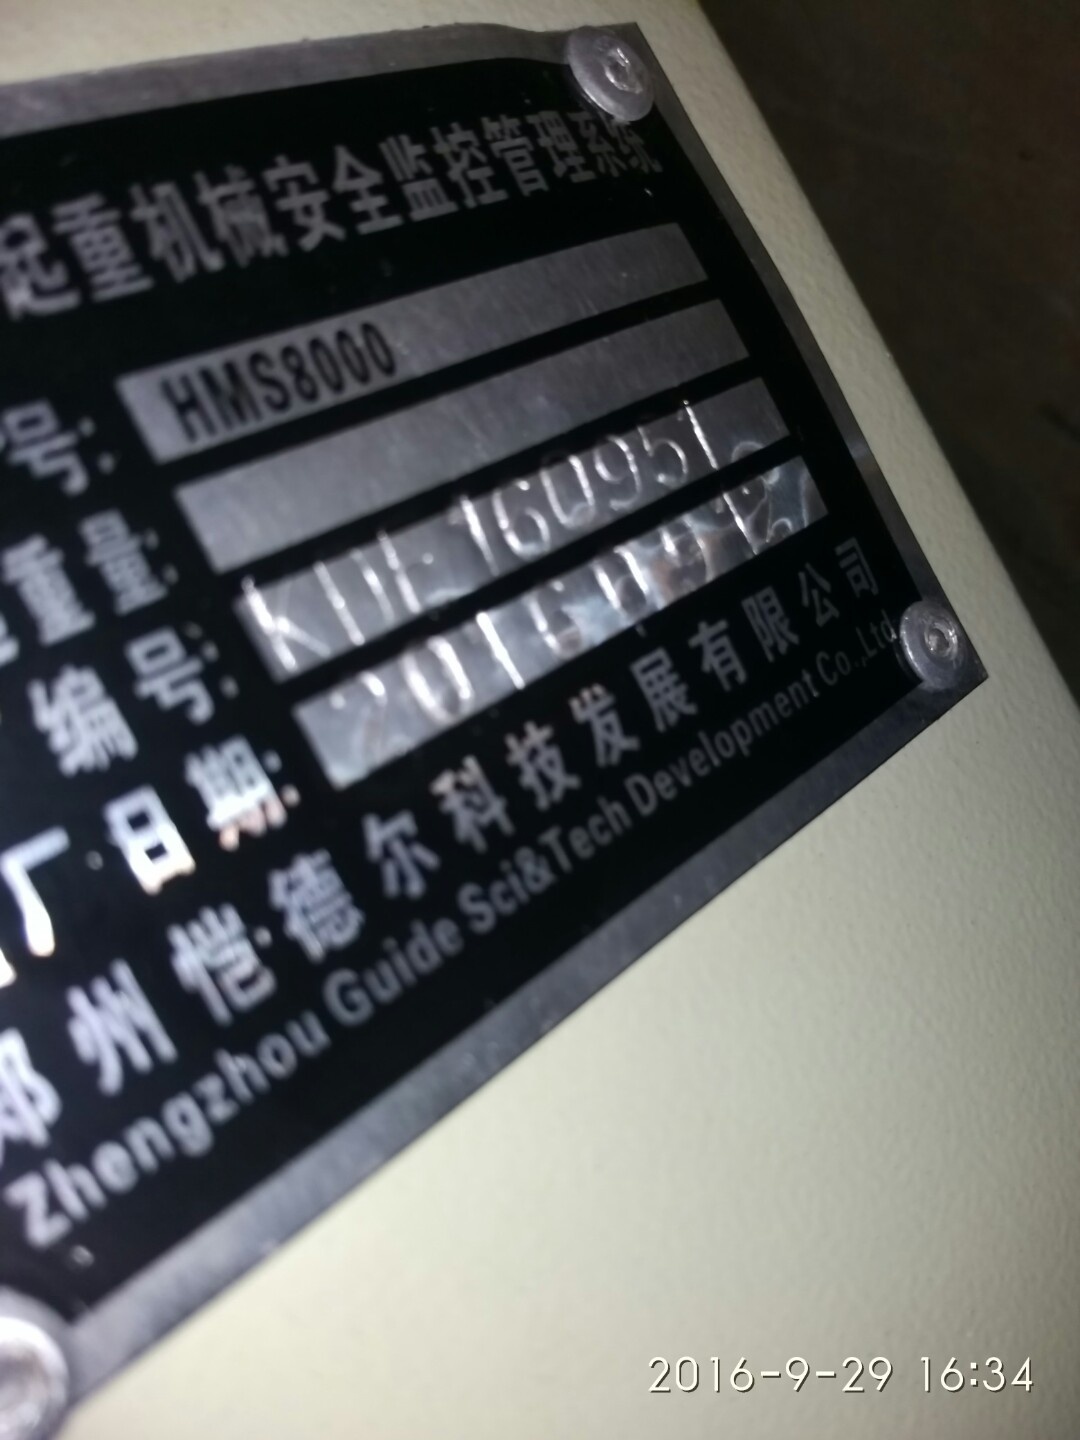 起重机械安全监控管理系统
号: HMS8000
重量:
编号: KDE 160951
厂日期: 2016
郑州恺德尔科技发展有限公司
Zhengzhou Guide Sci&Tech Development Co.,Ltd
2016-9-29 16:34